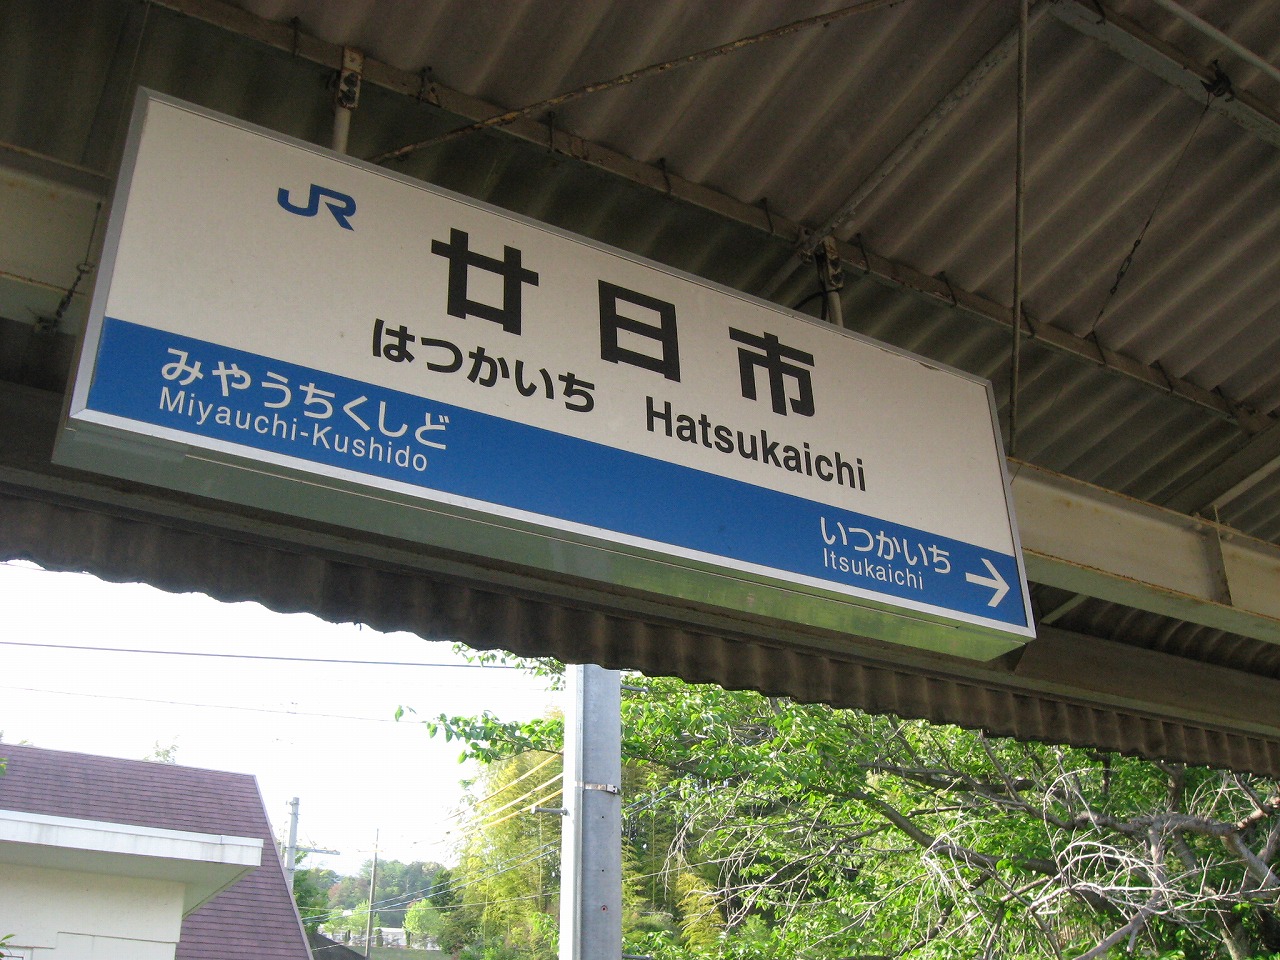 JR
廿日市
はつかいち Hatsukaichi
みやうちくしど
Miyauchi-Kushido
いつかいち →
Itsukaichi